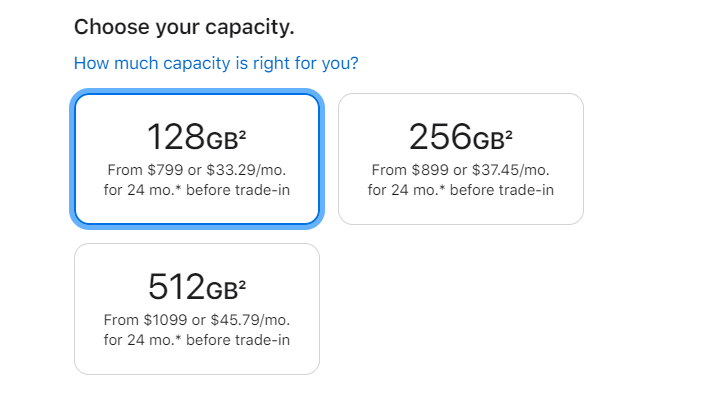 Choose your capacity.
How much capacity is right for you?
128GB²
From $799 or $33.29/mo.
for 24 mo.* before trade-in
256GB²
From $899 or $37.45/mo.
for 24 mo.* before trade-in
512GB²
From $1099 or $45.79/mo.
for 24 mo.* before trade-in